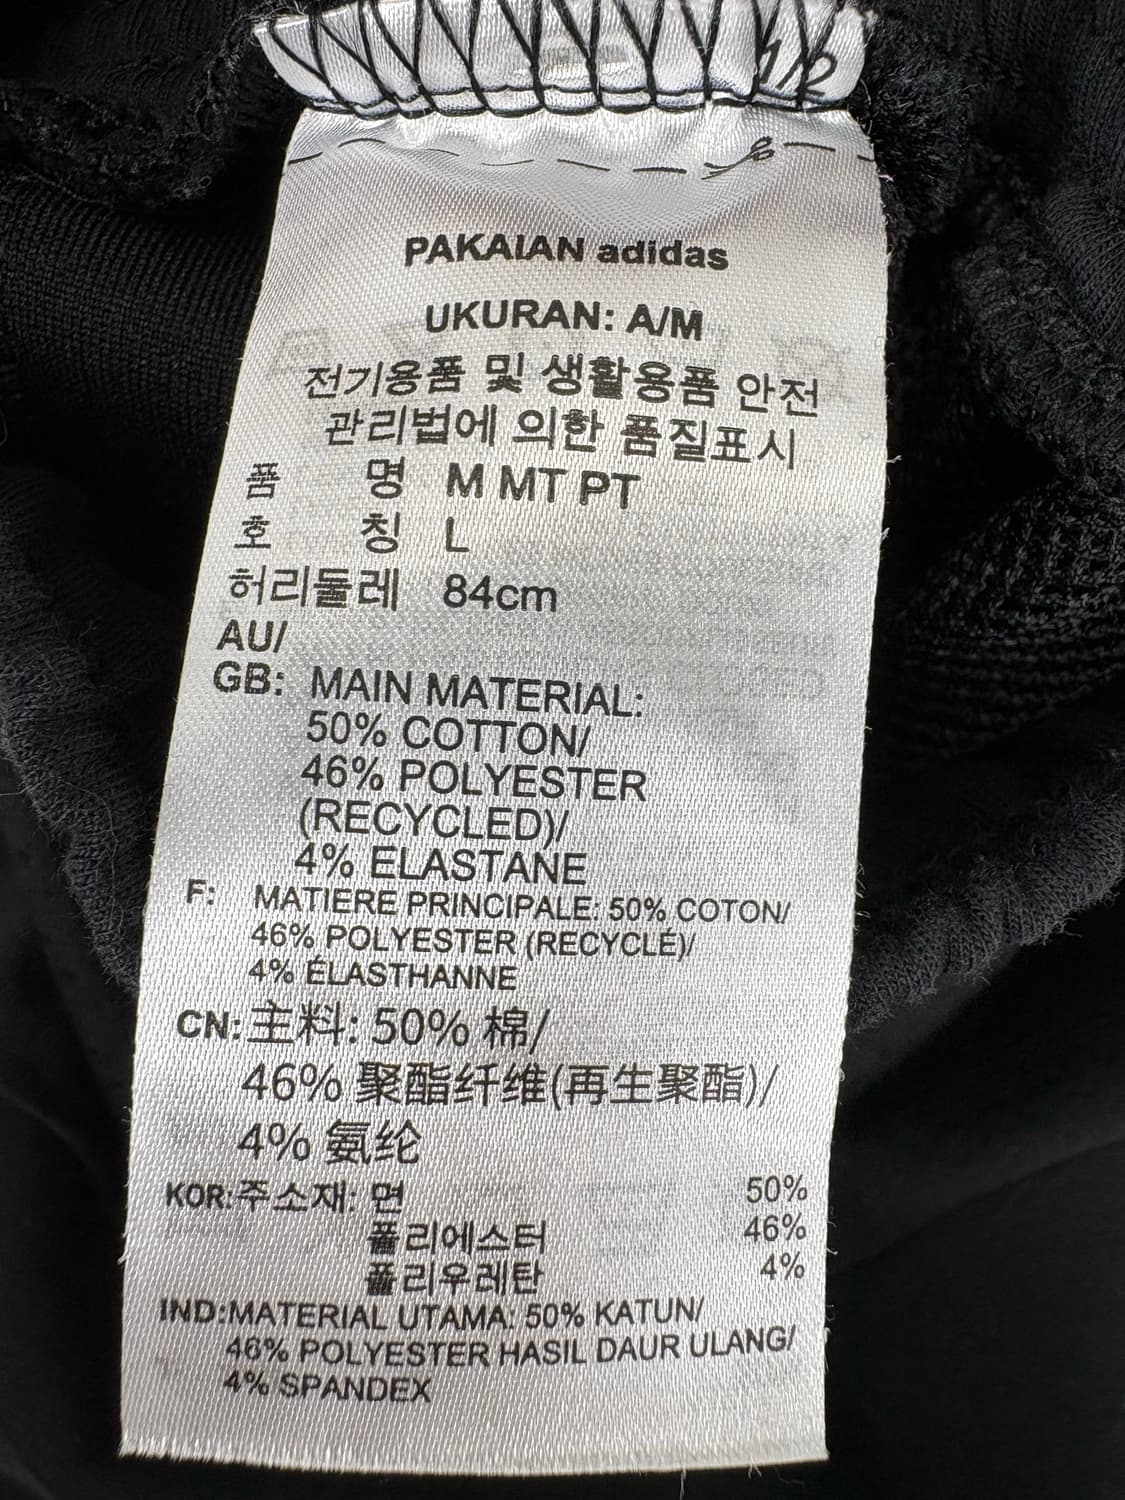 1/2
PAKAIAN adidas
UKURAN: A/M
전기용품 및 생활용품 안전
관리법에 의한 품질표시
품 명 M MT PT
호 칭 L
허리둘레 84cm
AU/
GB: MAIN MATERIAL:
50% COTTON/
46% POLYESTER
(RECYCLED)/
4% ELASTANE
F: MATIERE PRINCIPALE: 50% COTON/
46% POLYESTER (RECYCLÉ)/
4% ÉLASTHANNE
CN:主料: 50% 棉/
46% 聚酯纤维(再生聚酯)/
4% 氨纶
KOR:주소재: 면 50%
폴리에스터 46%
폴리우레탄 4%
IND:MATERIAL UTAMA: 50% KATUN/
46% POLYESTER HASIL DAUR ULANG/
4% SPANDEX